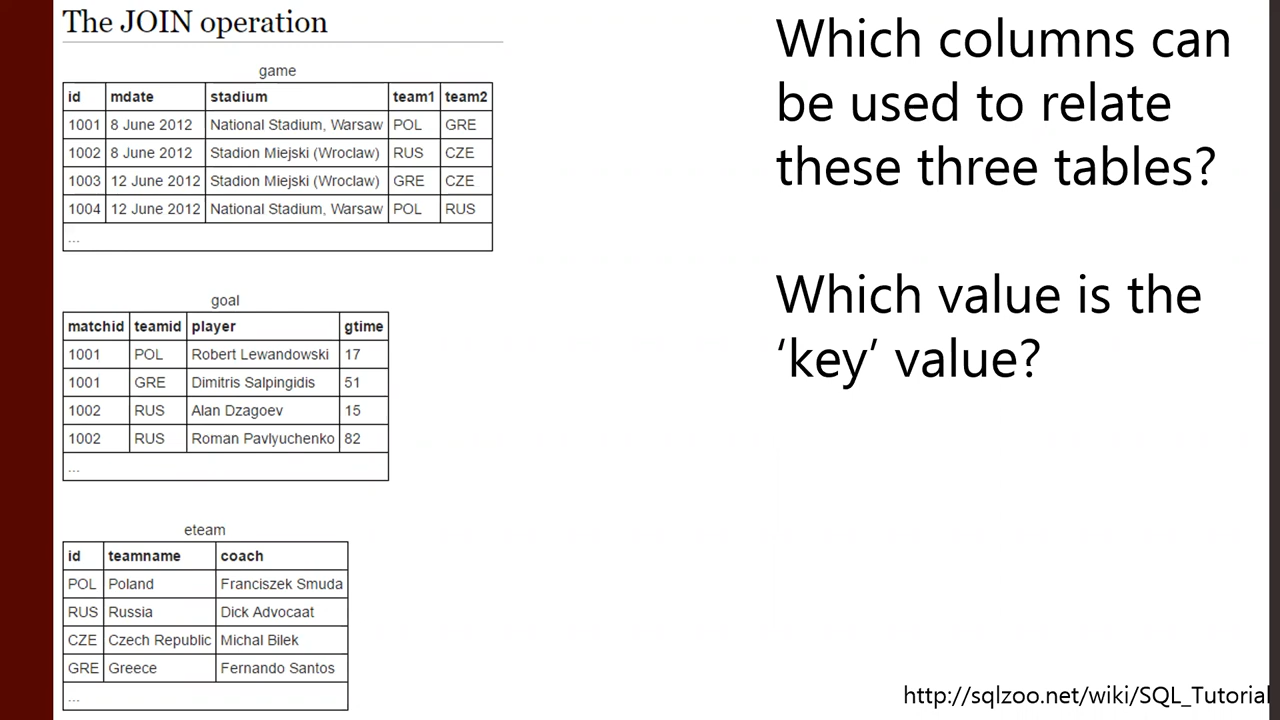 The JOIN operation
game
id mdate stadium team1 team2
1001 8 June 2012 National Stadium, Warsaw POL GRE
1002 8 June 2012 Stadion Miejski (Wroclaw) RUS CZE
1003 12 June 2012 Stadion Miejski (Wroclaw) GRE CZE
1004 12 June 2012 National Stadium, Warsaw POL RUS
...
goal
matchid teamid player gtime
1001 POL Robert Lewandowski 17
1001 GRE Dimitris Salpingidis 51
1002 RUS Alan Dzagoev 15
1002 RUS Roman Pavlyuchenko 82
...
eteam
id teamname coach
POL Poland Franciszek Smuda
RUS Russia Dick Advocaat
CZE Czech Republic Michal Bilek
GRE Greece Fernando Santos
...
Which columns can
be used to relate
these three tables?
Which value is the
‘key’ value?
http://sqlzoo.net/wiki/SQL_Tutorial